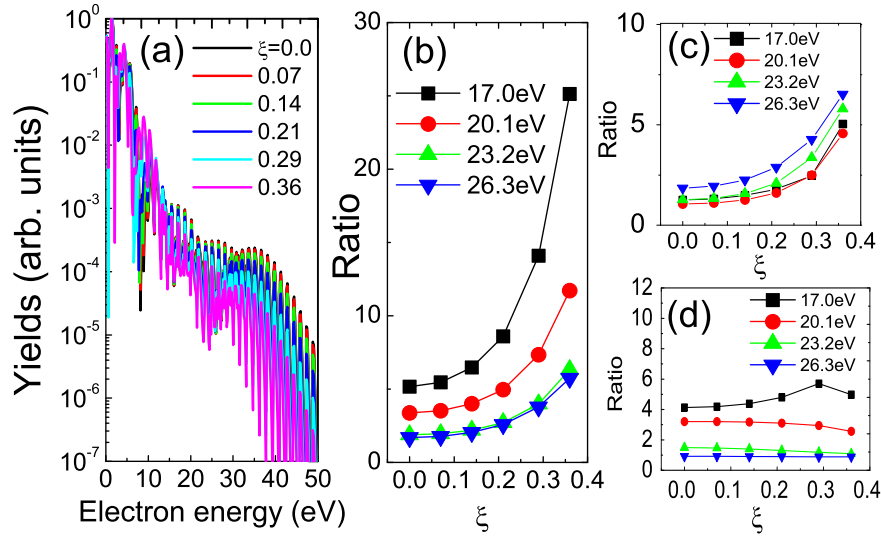 (a)
ξ=0.0
0.07
0.14
0.21
0.29
0.36
Yields (arb. units)
10⁰
10⁻¹
10⁻²
10⁻³
10⁻⁴
10⁻⁵
10⁻⁶
10⁻⁷
0 10 20 30 40 50
Electron energy (eV)
(b)
17.0eV
20.1eV
23.2eV
26.3eV
Ratio
30
20
10
0
0.0 0.1 0.2 0.3 0.4
ξ
(c)
17.0eV
20.1eV
23.2eV
26.3eV
Ratio
10
5
0
0.0 0.1 0.2 0.3 0.4
ξ
(d)
17.0eV
20.1eV
23.2eV
26.3eV
Ratio
12
10
8
6
4
2
0
0.0 0.1 0.2 0.3 0.4
ξ